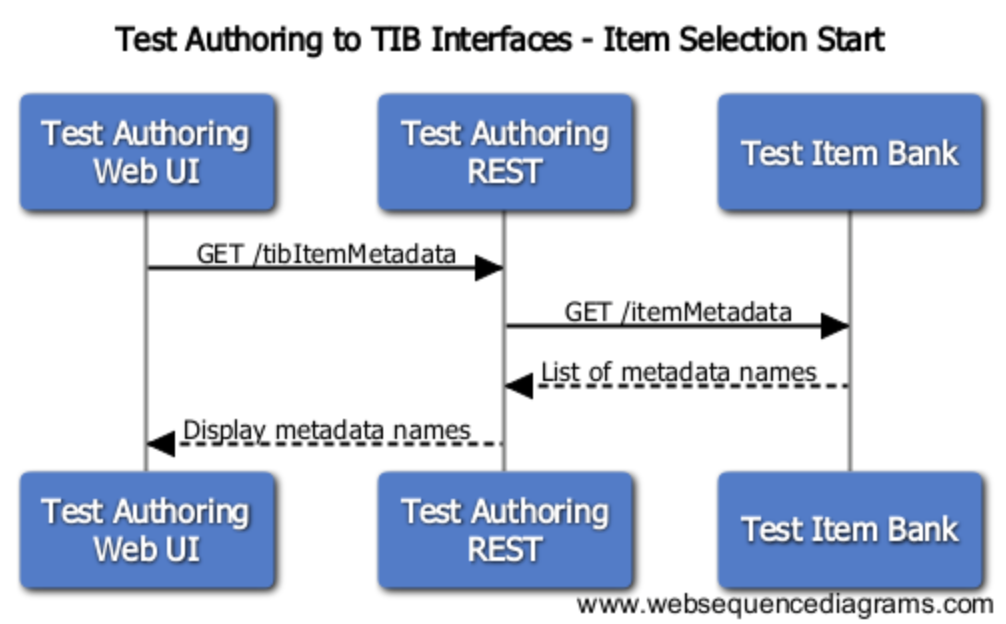 Test Authoring to TIB Interfaces - Item Selection Start
Test Authoring
Web UI
Test Authoring
REST
Test Item Bank
GET /tibItemMetadata
GET /itemMetadata
List of metadata names
Display metadata names
Test Authoring
Web UI
Test Authoring
REST
Test Item Bank
www.websequencediagrams.com